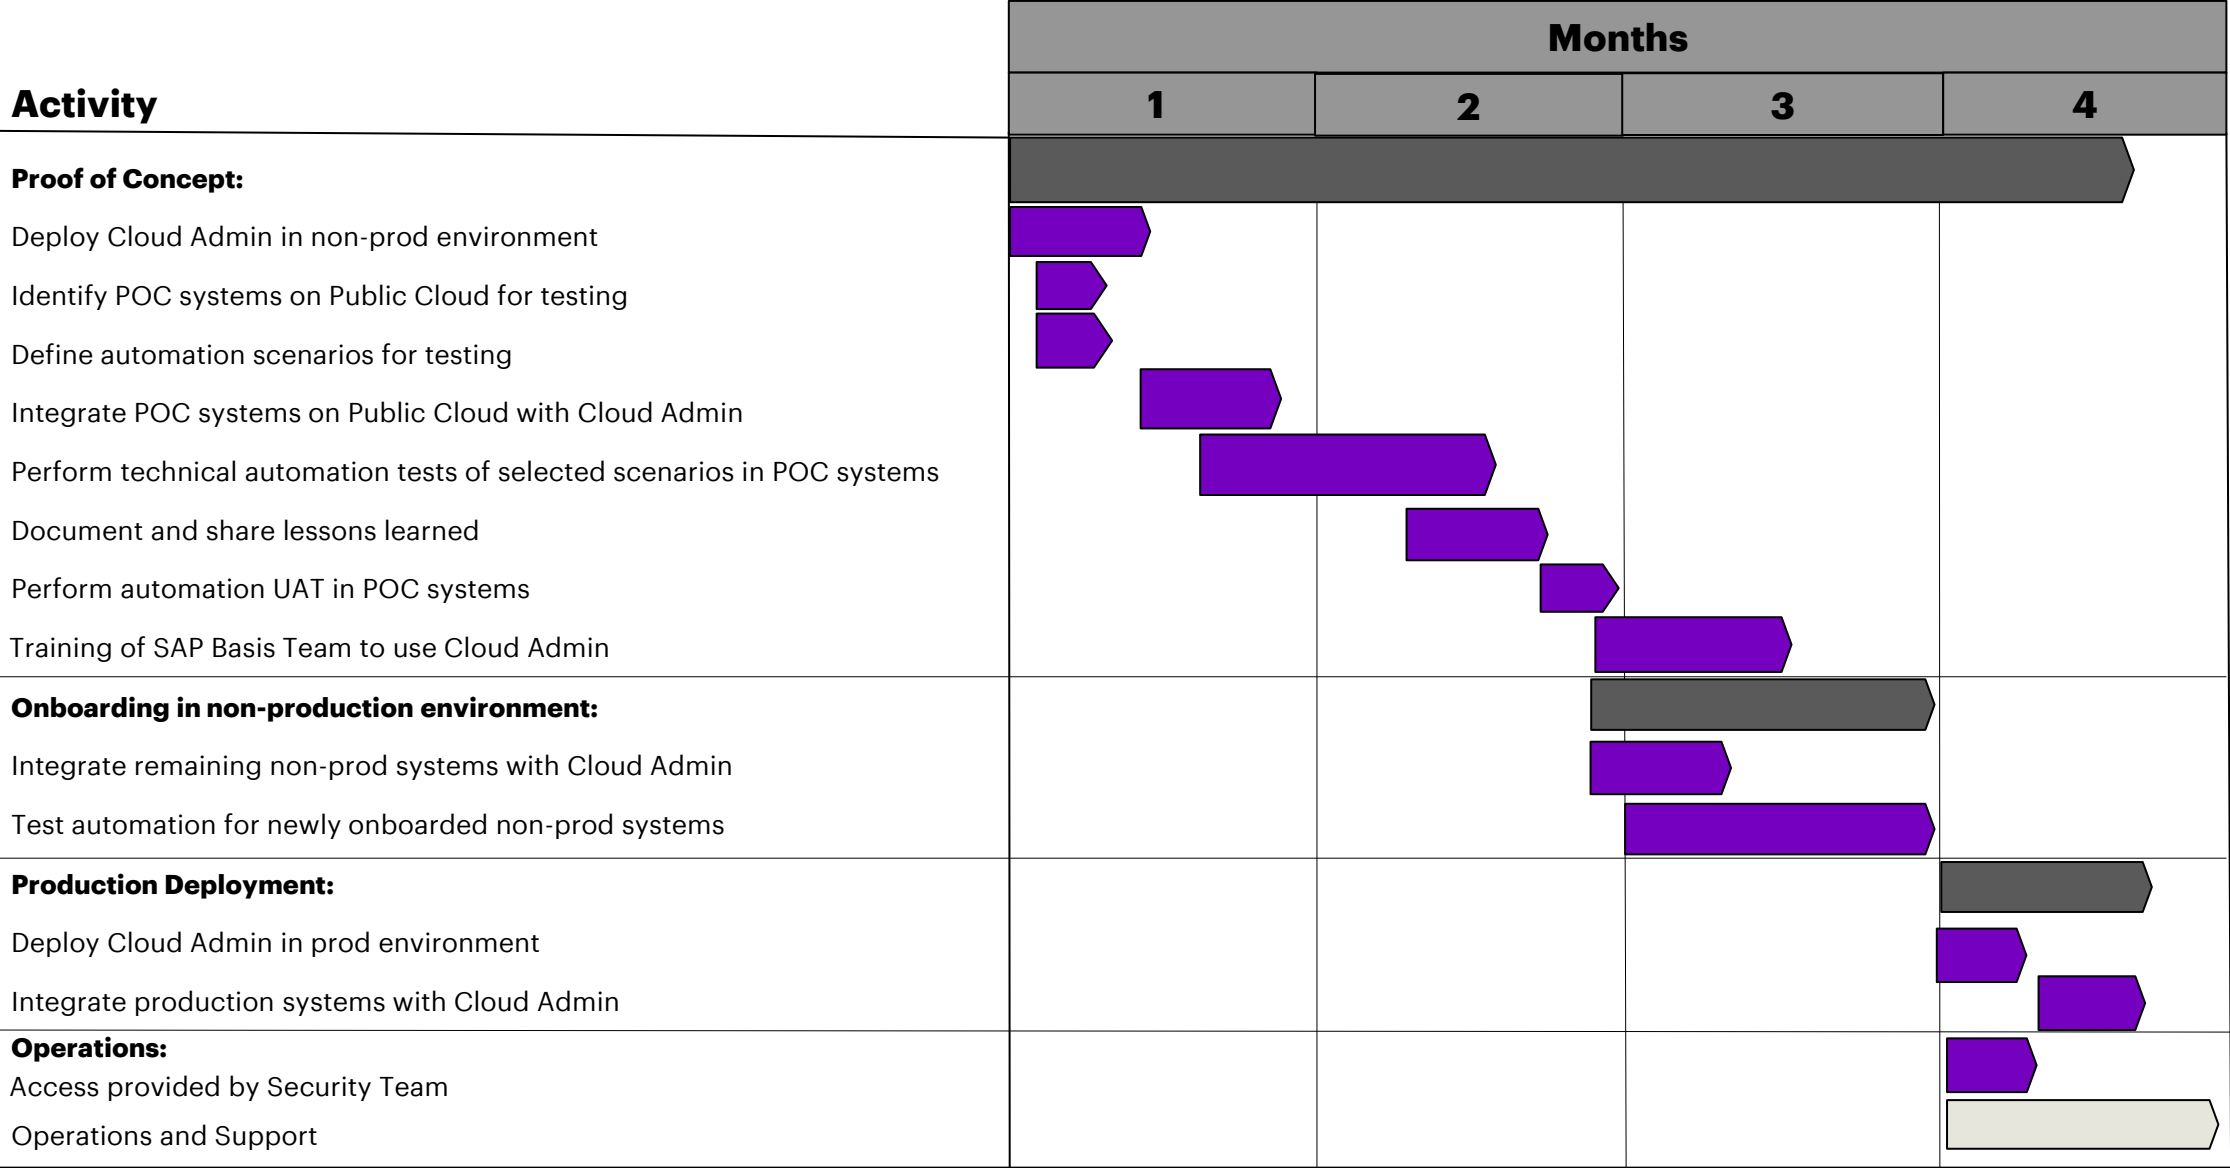 Months
Activity
1
2
3
4
Proof of Concept:
Deploy Cloud Admin in non-prod environment
Identify POC systems on Public Cloud for testing
Define automation scenarios for testing
Integrate POC systems on Public Cloud with Cloud Admin
Perform technical automation tests of selected scenarios in POC systems
Document and share lessons learned
Perform automation UAT in POC systems
Training of SAP Basis Team to use Cloud Admin
Onboarding in non-production environment:
Integrate remaining non-prod systems with Cloud Admin
Test automation for newly onboarded non-prod systems
Production Deployment:
Deploy Cloud Admin in prod environment
Integrate production systems with Cloud Admin
Operations:
Access provided by Security Team
Operations and Support